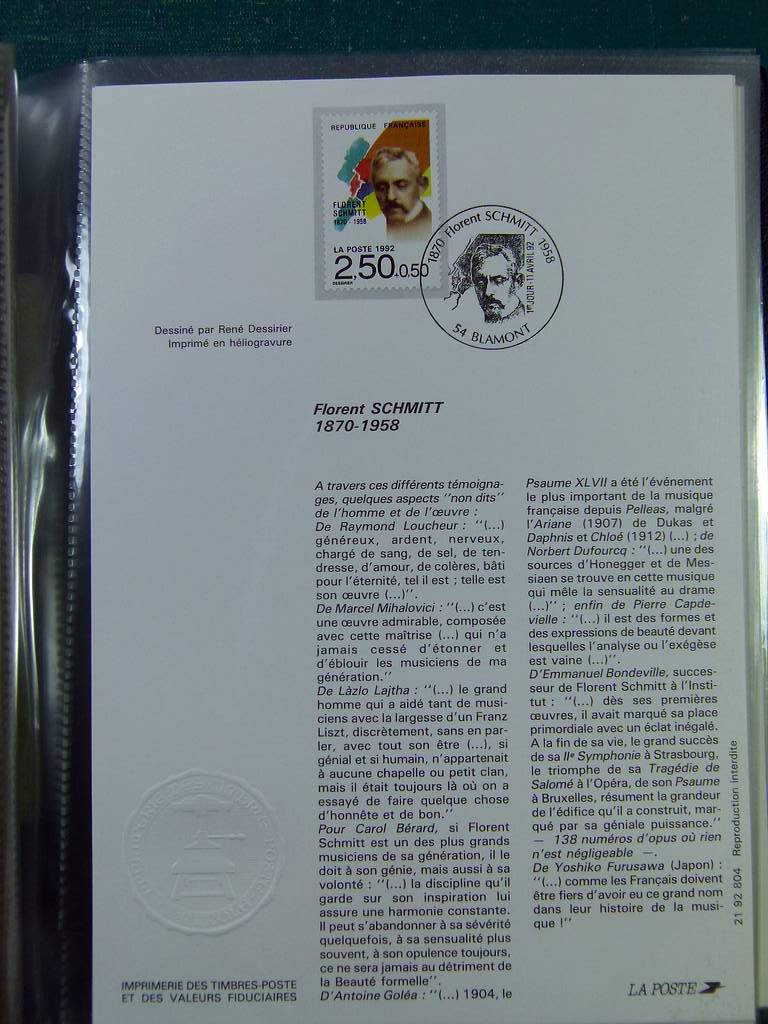 REPUBLIQUE FRANÇAISE
FLORENT
SCHMITT
1870 - 1958
LA POSTE 1992
2,50+0,50
DESSIRIER
1870 Florent SCHMITT 1958
1er JOUR - 11 AVRIL 92
54 BLAMONT
Dessiné par René Dessirier
Imprimé en héliogravure
Florent SCHMITT
1870-1958
A travers ces différents témoigna-
ges, quelques aspects ''non dits''
de l'homme et de l'œuvre :
De Raymond Loucheur : ''(...)
généreux, ardent, nerveux,
chargé de sang, de sel, de ten-
dresse, d'amour, de colères, bâti
pour l'éternité, tel il est ; telle est
son œuvre (...)''.
De Marcel Mihalovici : ''(...) c'est
une œuvre admirable, composée
avec cette maîtrise (...) qui n'a
jamais cessé d'étonner et
d'éblouir les musiciens de ma
génération.''
De Làzlo Lajtha : ''(...) le grand
homme qui a aidé tant de musi-
ciens avec la largesse d'un Franz
Liszt, discrètement, sans en par-
ler, avec tout son être (...), si
génial et si humain, n'appartenait
à aucune chapelle ou petit clan,
mais il était toujours là où on a
essayé de faire quelque chose
d'honnête et de bon.''
Pour Carol Bérard, si Florent
Schmitt est un des plus grands
musiciens de sa génération, il le
doit à son génie, mais aussi à sa
volonté : ''(...) la discipline qu'il
garde sur son inspiration lui
assure une harmonie constante.
Il peut s'abandonner à sa sévérité
quelquefois, à sa sensualité plus
souvent, à son opulence toujours,
ce ne sera jamais au détriment de
la Beauté formelle''.
D'Antoine Goléa : ''(...) 1904, le
Psaume XLVII a été l'événement
le plus important de la musique
française depuis Pelleas, malgré
l'Ariane (1907) de Dukas et
Daphnis et Chloé (1912) (...) ; de
Norbert Dufourcq : ''(...) une des
sources d'Honegger et de Mes-
siaen se trouve en cette musique
qui mêle la sensualité au drame
(...)'' ; enfin de Pierre Capde-
vielle : ''(...) il est des formes et
des expressions de beauté devant
lesquelles l'analyse ou l'exégèse
est vaine (...)''.
D'Emmanuel Bondeville, succes-
seur de Florent Schmitt à l'Insti-
tut : ''(...) dès ses premières
œuvres, il avait marqué sa place
primordiale avec un éclat inégalé.
A la fin de sa vie, le grand succès
de sa IIe Symphonie à Strasbourg,
le triomphe de sa Tragédie de
Salomé à l'Opéra, de son Psaume
à Bruxelles, résument la grandeur
de l'édifice qu'il a construit, mar-
qué par sa géniale puissance.''
— 138 numéros d'opus où rien
n'est négligeable —.
De Yoshiko Furusawa (Japon) :
''(...) comme les Français doivent
être fiers d'avoir eu ce grand nom
dans leur histoire de la musi-
que !''
21 92 804 Reproduction interdite
IMPRIMERIE DES TIMBRES-POSTE
ET DES VALEURS FIDUCIAIRES
LA POSTE